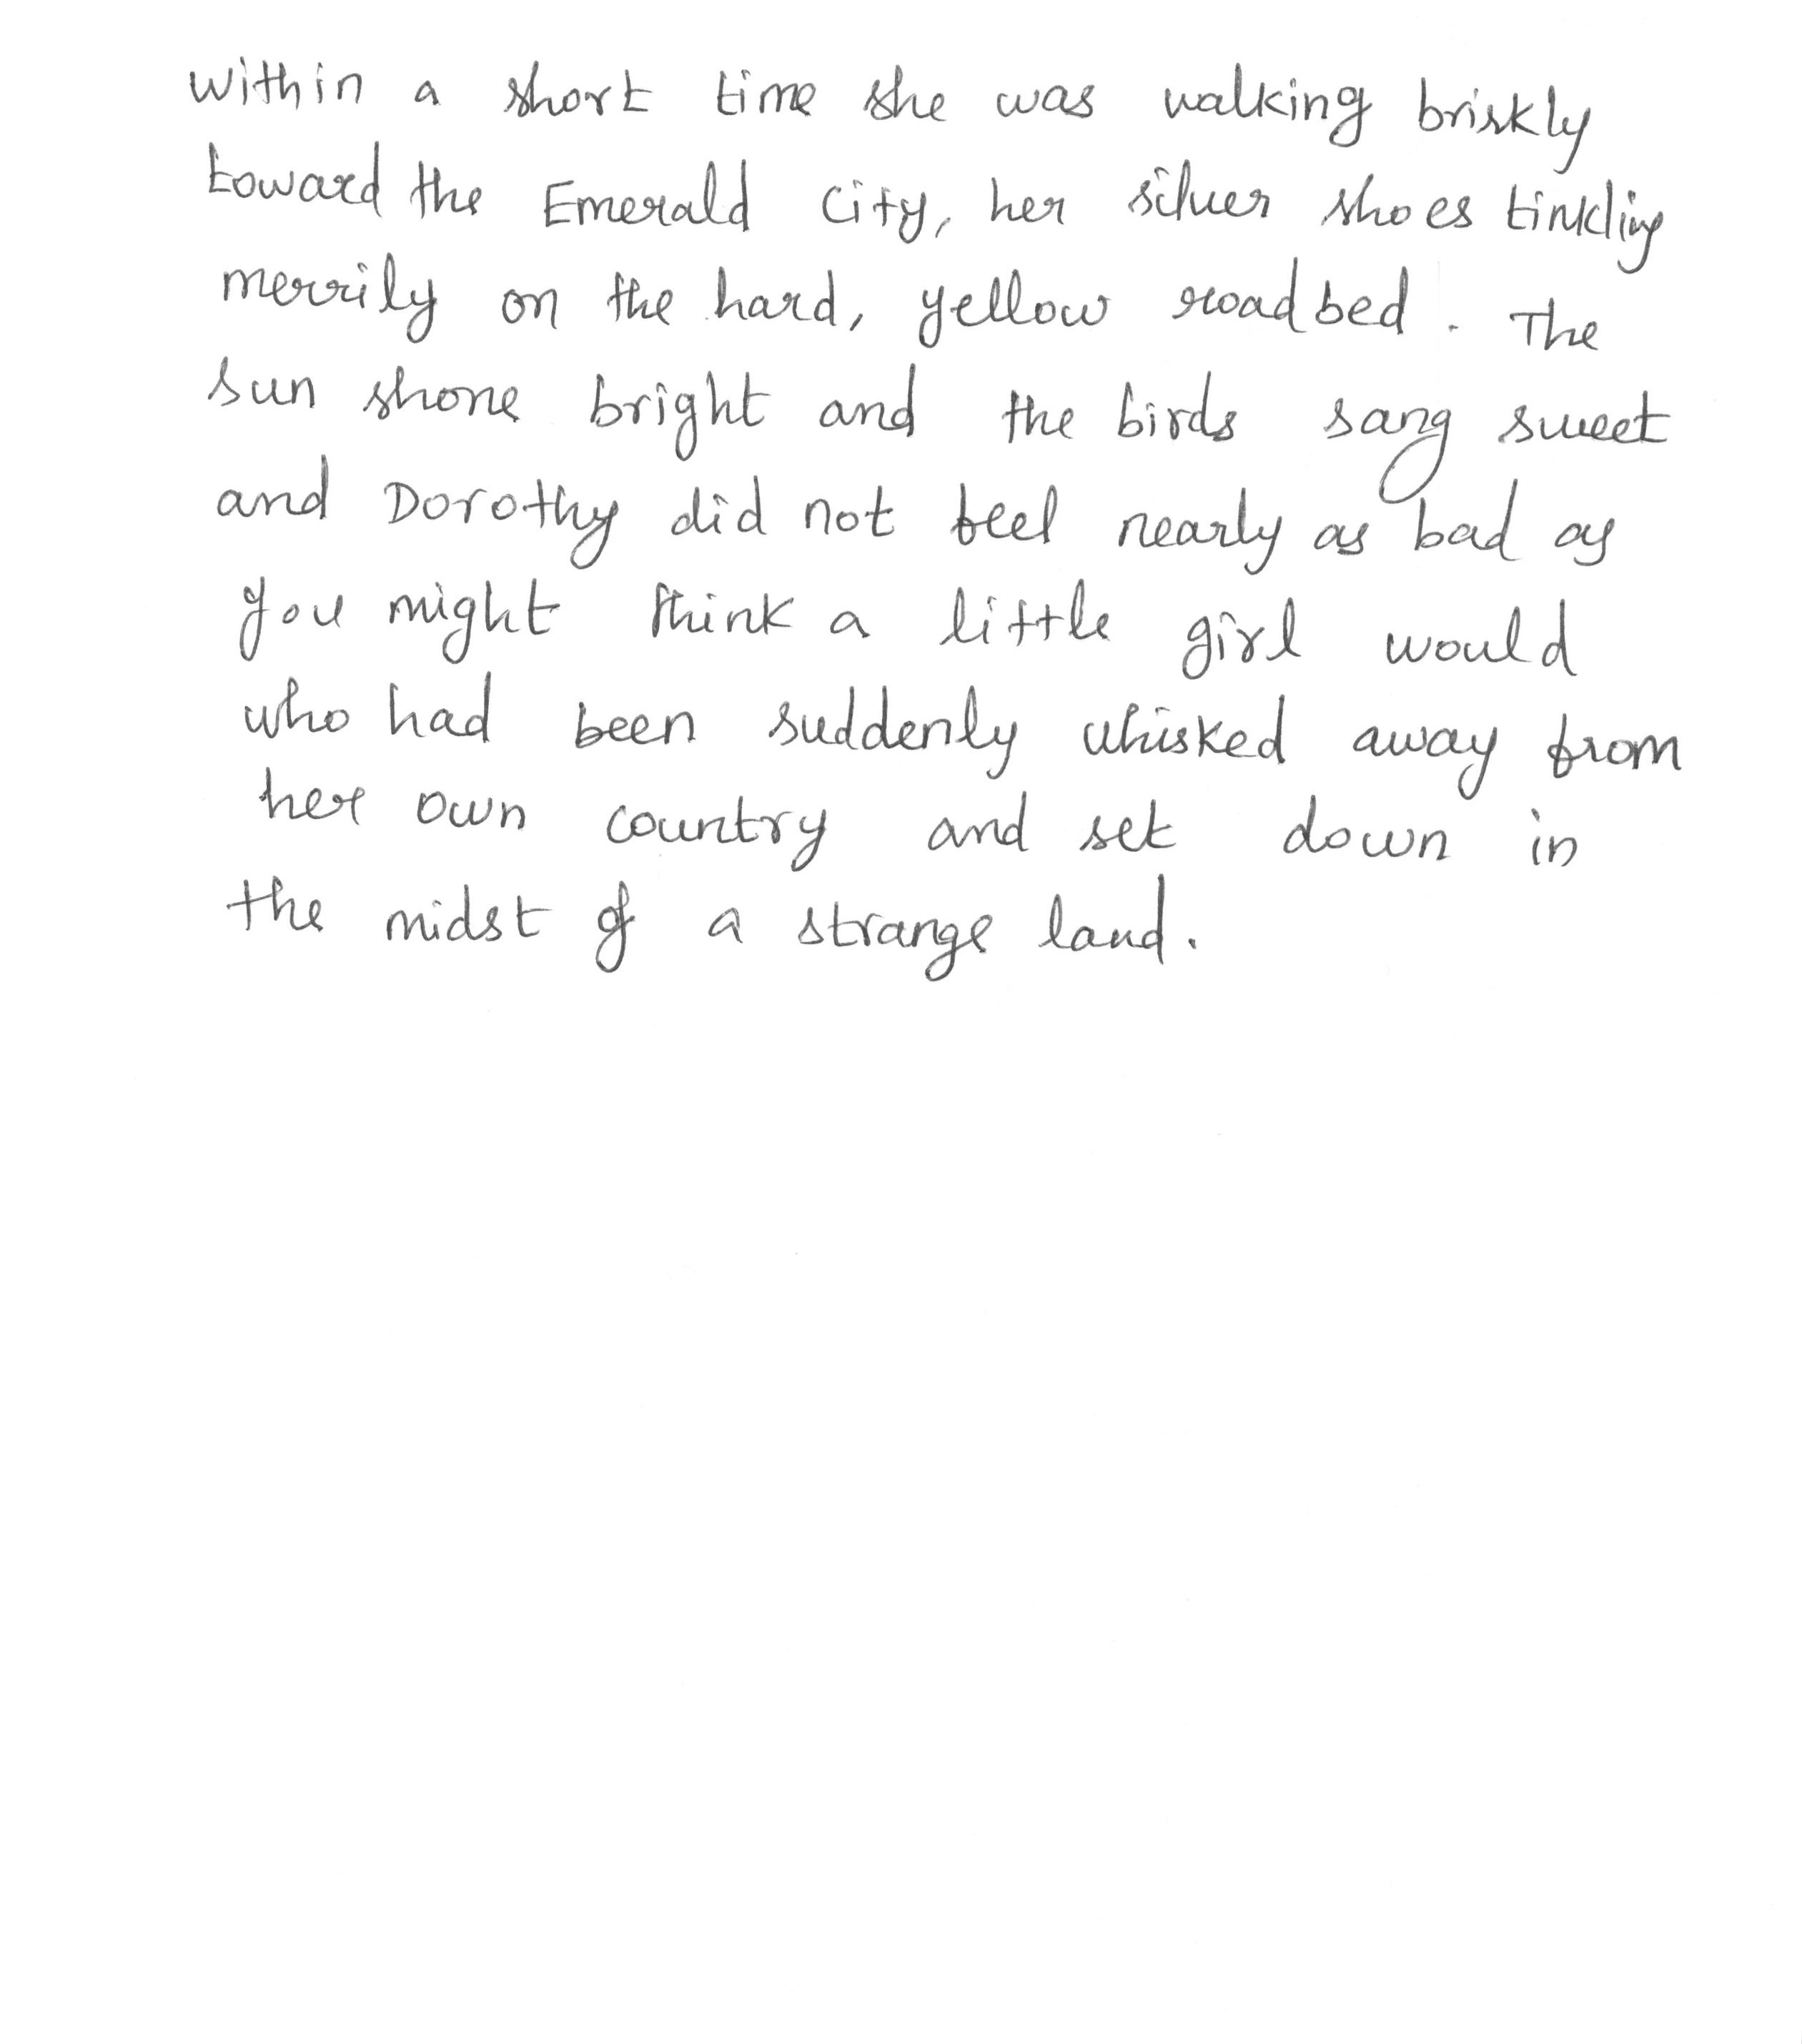 Within a short time she was walking briskly
toward the Emerald City, her silver shoes tinkling
merrily on the hard, yellow roadbed. The
sun shone bright and the birds sang sweet
and Dorothy did not feel nearly as bad as
you might think a little girl would
who had been suddenly whisked away from
her own country and set down in
the midst of a strange land.